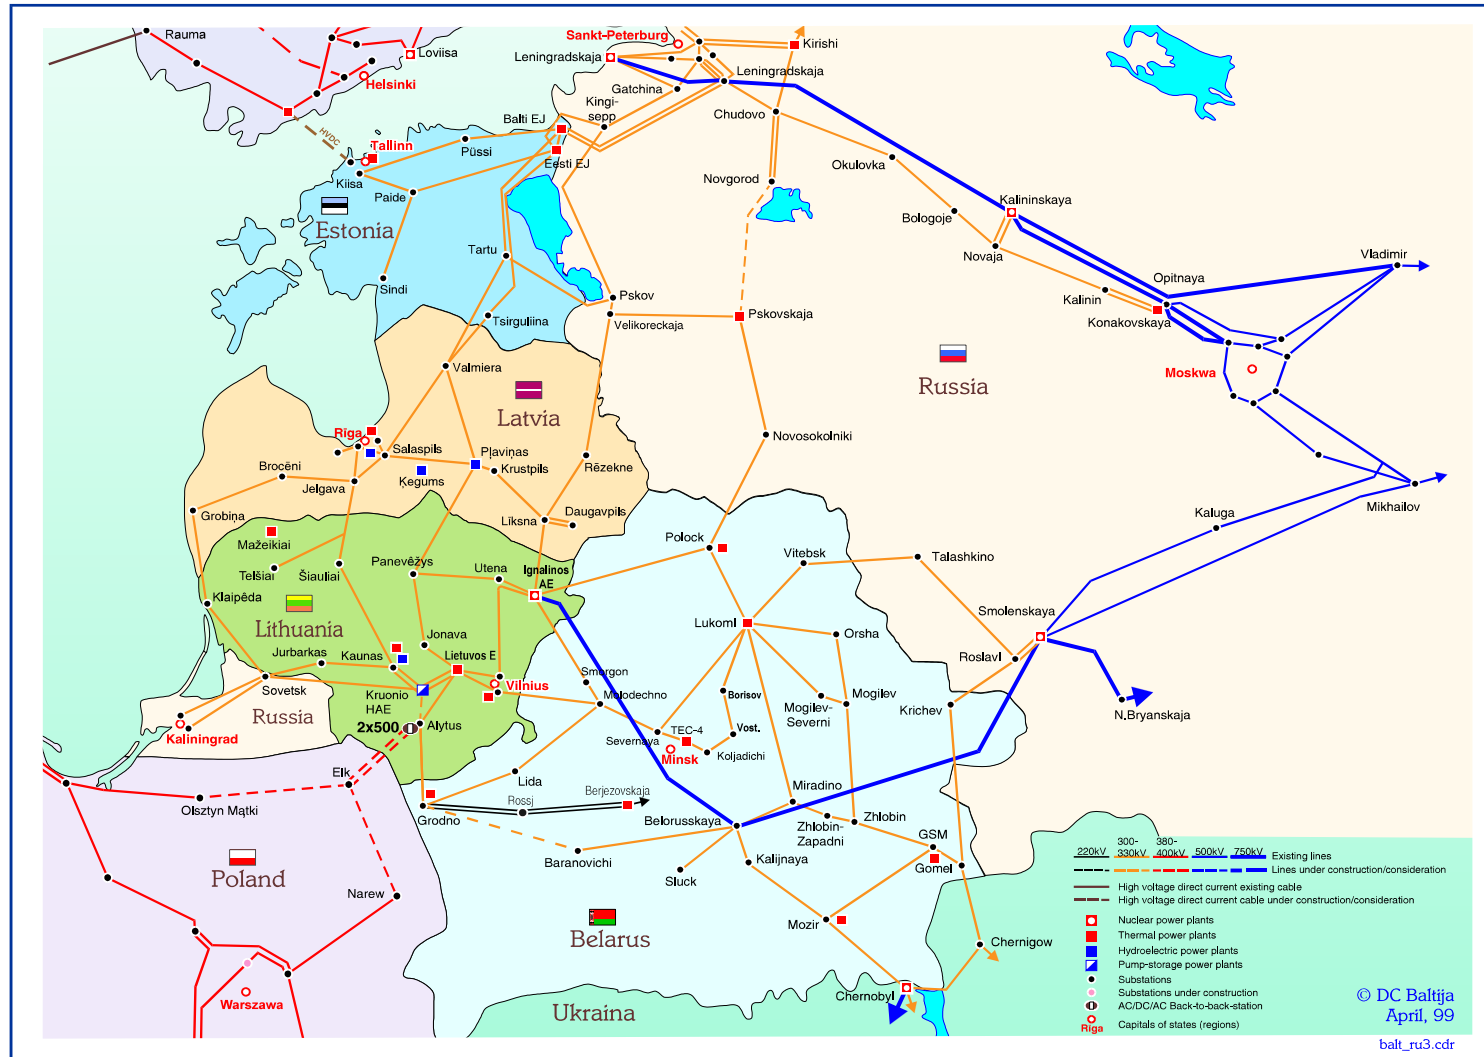 Rauma
Loviisa
Helsinki
HVDC
Sankt-Peterburg
Kirishi
Leningradskaja
Leningradskaja
Gatchina
Kingi-
sepp
Chudovo
Balti EJ
Tallinn
Püssi
Eesti EJ
Okulovka
Kiisa
Paide
Novgorod
Kalininskaya
Bologoje
Estonia
Tartu
Novaja
Vladimir
Opitnaya
Sindi
Pskov
Kalinin
Konakovskaya
Tsirguliina
Velikoreckaja
Pskovskaja
Valmiera
Moskwa
Russia
Latvia
Rīga
Salaspils
Pļaviņas
Novosokolniki
Brocēni
Krustpils
Rēzekne
Jelgava
Ķegums
Grobiņa
Līksna
Daugavpils
Mikhailov
Kaluga
Mažeikiai
Polock
Vitebsk
Talashkino
Telšiai
Šiauliai
Panevêžys
Utena
Ignalinos
AE
Klaipêda
Smolenskaya
Lithuania
Lukoml
Orsha
Jonava
Jurbarkas
Kaunas
Lietuvos E
Roslavl
Smorgon
Sovetsk
Vilnius
Molodechno
Borisov
Mogilev
Kruonio
HAE
Mogilev-
Severni
Krichev
N.Bryanskaja
Russia
2x500
Alytus
TEC-4
Vost.
Kaliningrad
Severnaya
Minsk
Koljadichi
Elk
Lida
Olsztyn Mątki
Rossj
Berjezovskaja
Miradino
Grodno
Belorusskaya
Zhlobin-
Zapadni
Zhlobin
Baranovichi
Kalijnaya
GSM
Gomel
Sluck
Poland
Narew
Mozir
Belarus
Chernigow
Warszawa
Chernobyl
Ukraina
220kV
300-
330kV
380-
400kV
500kV
750kV
Existing lines
Lines under construction/consideration
High voltage direct current existing cable
High voltage direct current cable under construction/consideration
Nuclear power plants
Thermal power plants
Hydroelectric power plants
Pump-storage power plants
Substations
Substations under construction
AC/DC/AC Back-to-back-station
Riga
Capitals of states (regions)
© DC Baltija
April, 99
balt_ru3.cdr